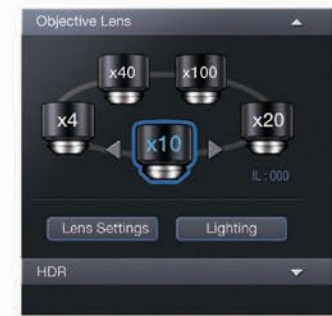 Objective Lens
x40 x100
x4 x10 x20
IL:000
Lens Settings Lighting
HDR